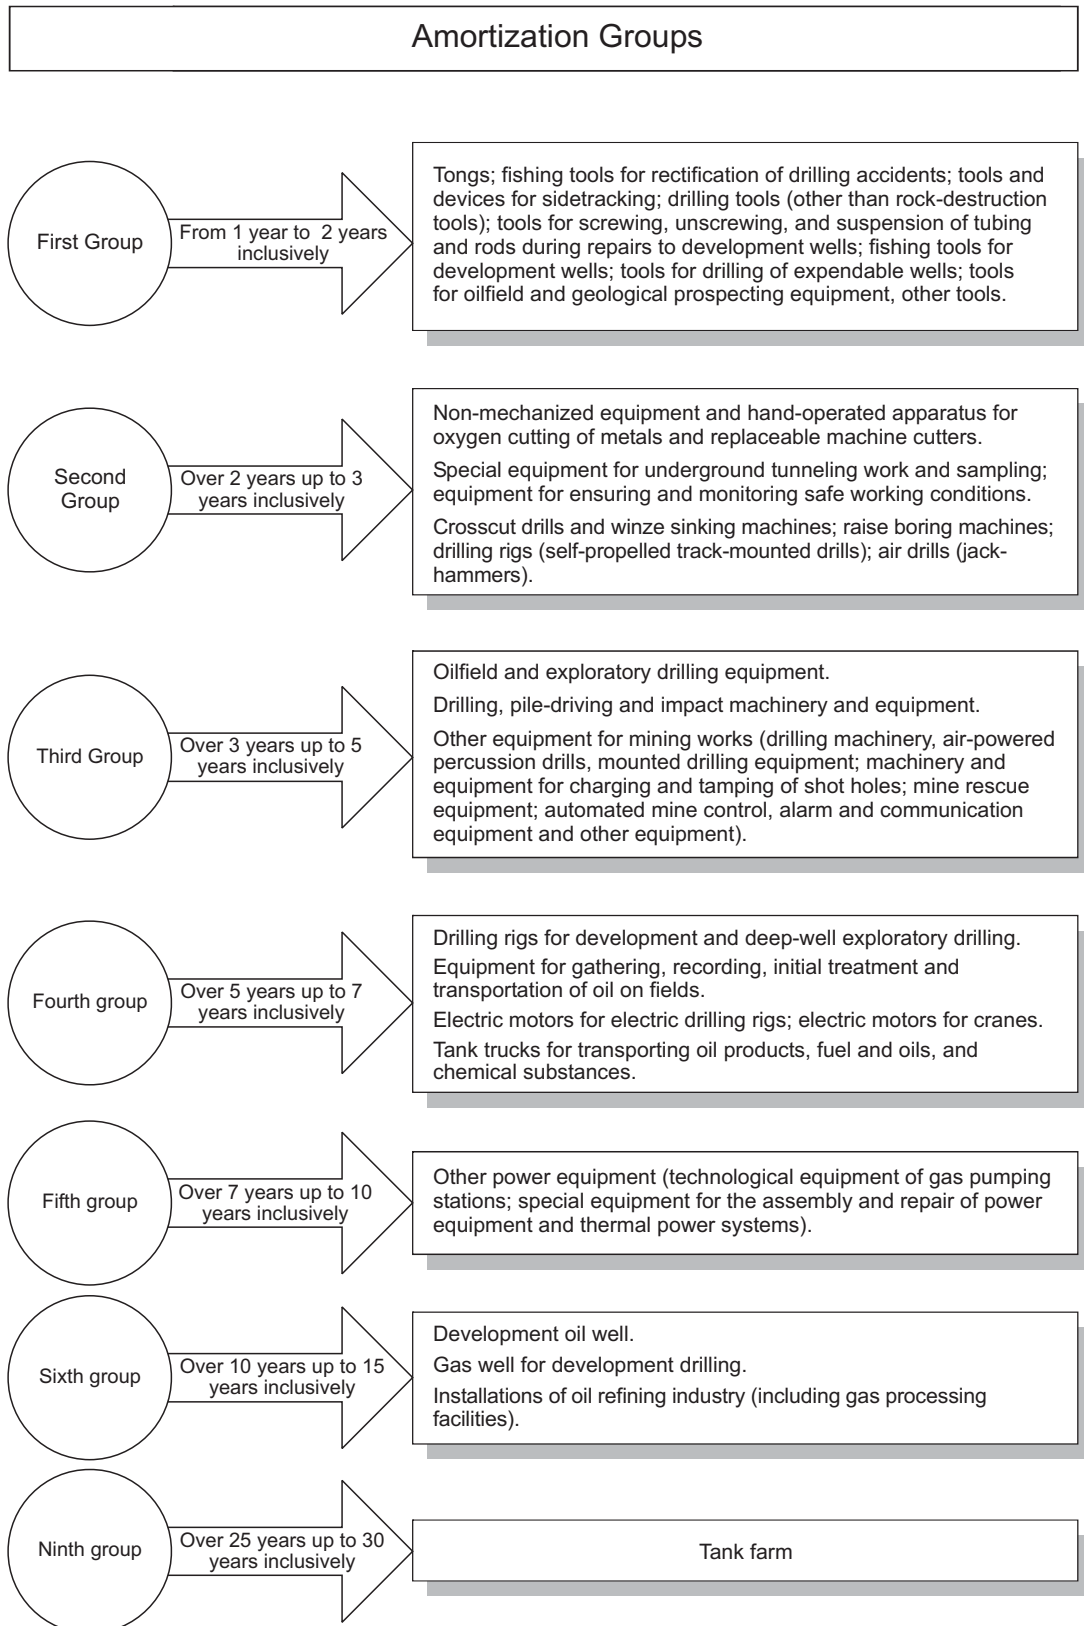 Amortization Groups
First Group
From 1 year to 2 years
inclusively
Tongs; fishing tools for rectification of drilling accidents; tools and
devices for sidetracking; drilling tools (other than rock-destruction
tools); tools for screwing, unscrewing, and suspension of tubing
and rods during repairs to development wells; fishing tools for
development wells; tools for drilling of expendable wells; tools
for oilfield and geological prospecting equipment, other tools.
Second
Group
Over 2 years up to 3
years inclusively
Non-mechanized equipment and hand-operated apparatus for
oxygen cutting of metals and replaceable machine cutters.
Special equipment for underground tunneling work and sampling;
equipment for ensuring and monitoring safe working conditions.
Crosscut drills and winze sinking machines; raise boring machines;
drilling rigs (self-propelled track-mounted drills); air drills (jack-
hammers).
Third Group
Over 3 years up to 5
years inclusively
Oilfield and exploratory drilling equipment.
Drilling, pile-driving and impact machinery and equipment.
Other equipment for mining works (drilling machinery, air-powered
percussion drills, mounted drilling equipment; machinery and
equipment for charging and tamping of shot holes; mine rescue
equipment; automated mine control, alarm and communication
equipment and other equipment).
Fourth group
Over 5 years up to 7
years inclusively
Drilling rigs for development and deep-well exploratory drilling.
Equipment for gathering, recording, initial treatment and
transportation of oil on fields.
Electric motors for electric drilling rigs; electric motors for cranes.
Tank trucks for transporting oil products, fuel and oils, and
chemical substances.
Fifth group
Over 7 years up to 10
years inclusively
Other power equipment (technological equipment of gas pumping
stations; special equipment for the assembly and repair of power
equipment and thermal power systems).
Sixth group
Over 10 years up to 15
years inclusively
Development oil well.
Gas well for development drilling.
Installations of oil refining industry (including gas processing
facilities).
Ninth group
Over 25 years up to 30
years inclusively
Tank farm